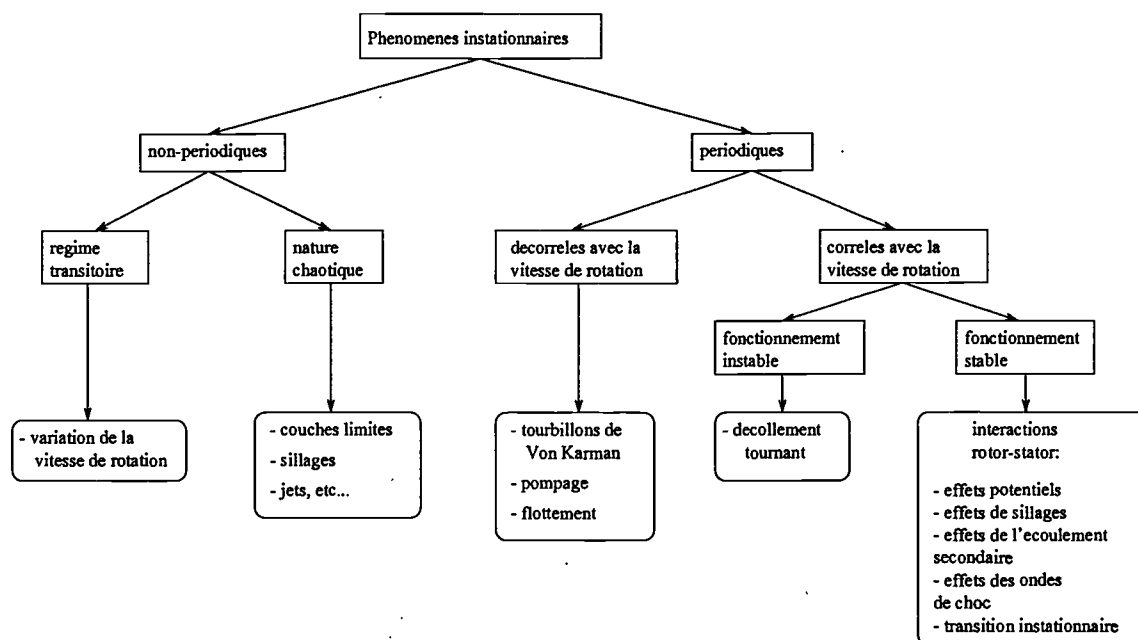 Phenomenes instationnaires
non-periodiques
periodiques
regime
transitoire
nature
chaotique
decorreles avec la
vitesse de rotation
correles avec la
vitesse de rotation
fonctionnememt
instable
fonctionnement
stable
- variation de la
vitesse de rotation
- couches limites
- sillages
- jets, etc...
- tourbillons de
Von Karman
- pompage
- flottement
- decollement
tournant
interactions
rotor-stator:
- effets potentiels
- effets de sillages
- effets de l'ecoulement
secondaire
- effets des ondes
de choc
- transition instationnaire